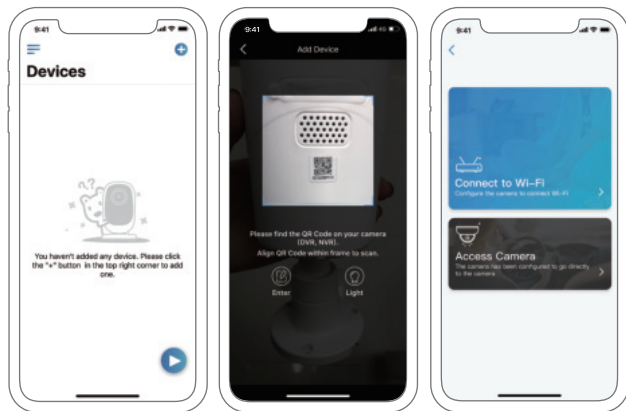 9:41
Devices
You haven't added any device. Please click
the "+" button in the top right corner to add
one.
9:41
4G
Add Device
Please find the QR Code on your camera
(DVR, NVR).
Align QR Code within frame to scan.
Enter
Light
9:41
Connect to Wi-Fi
Configure the camera to connect Wi-Fi
Access Camera
The camera has been configured to go directly
to the camera